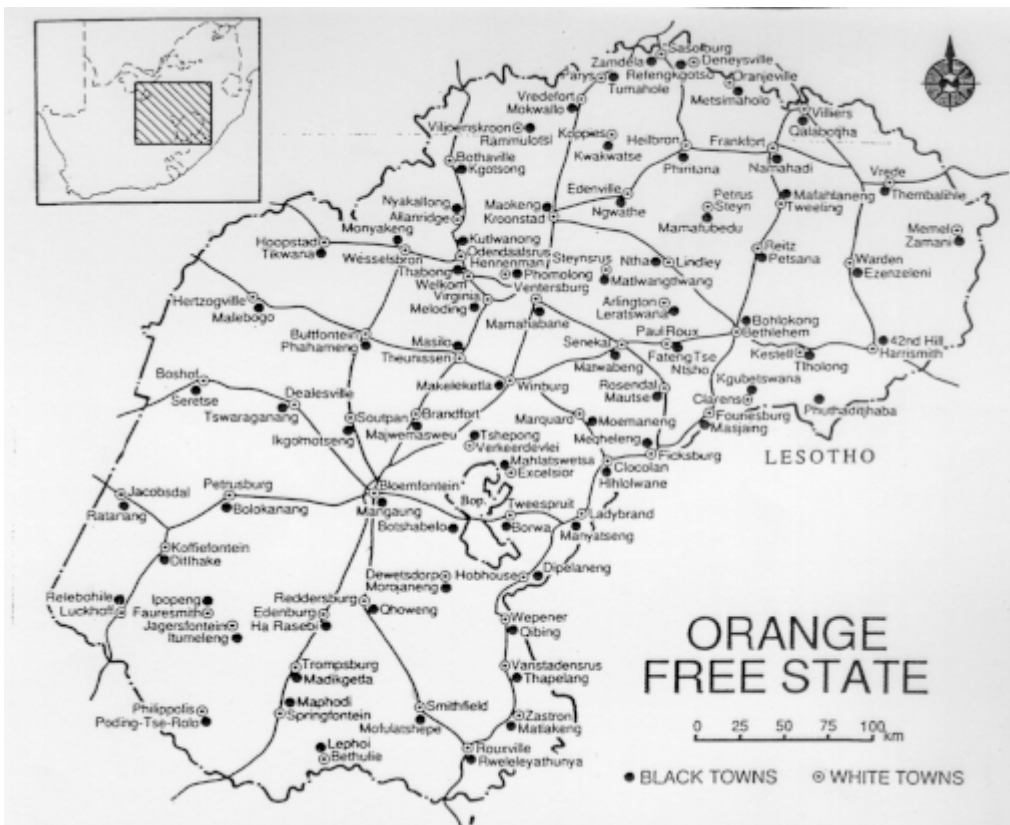 Sasolburg
Zamdela
Deneysville
Parys
Refengkgotso
Oranjeville
Tumahole
Metsimaholo
Vredefort
Mokwallo
Villiers
Qalabotjha
Viljoenskroon
Rammulotsi
Koppies
Kwakwatse
Heilbron
Phiritana
Frankfort
Namahadi
Bothaville
Kgotsong
Vrede
Thembalihle
Edenville
Ngwathe
Petrus
Steyn
Mamafubedu
Mafahlaneng
Tweeling
Nyakallong
Allanridge
Maokeng
Kroonstad
Memel
Zamani
Monyakeng
Wesselsbron
Hoopstad
Tikwana
Kutlwanong
Odendaalsrus
Hennenman
Phomolong
Steynsrus
Matlwangtlwang
Ntha
Lindley
Reitz
Petsana
Warden
Ezenzeleni
Thabong
Welkom
Virginia
Meloding
Ventersburg
Mamahabane
Arlington
Leratswana
Hertzogville
Malebogo
Bultfontein
Phahameng
Masilo
Theunissen
Senekal
Matwabeng
Paul Roux
Fateng Tse
Ntsho
Bohlokong
Bethlehem
Kestell
Tlholong
42nd Hill
Harrismith
Boshof
Seretse
Dealesville
Tswaraganang
Makeleketla
Winburg
Rosendal
Mautse
Kgubetswana
Clarens
Phuthaditjhaba
Fouriesburg
Masjaing
Soutpan
Ikgomotseng
Brandfort
Majwemasweu
Marquard
Moemaneng
Tshepong
Verkeerdevlei
Meqheleng
Ficksburg
LESOTHO
Mahlatswetsa
Excelsior
Clocolan
Hlhlolwane
Jacobsdal
Ratanang
Petrusburg
Bolokanang
Bloemfontein
Mangaung
Bop.
Botshabelo
Tweespruit
Borwa
Ladybrand
Manyatseng
Koffiefontein
Ditlhake
Dewetsdorp
Morojaneng
Hobhouse
Dipelaneng
Relebohile
Luckhoff
Ipopeng
Fauresmith
Jagersfontein
Itumeleng
Reddersburg
Qhoweng
Edenburg
Ha Rasebi
Wepener
Qibing
ORANGE
FREE STATE
Trompsburg
Madikgetla
Vanstadensrus
Thapelang
Philippolis
Poding-Tse-Rolo
Maphodi
Springfontein
Smithfield
Mofulatshepe
Zastron
Matlakeng
Lephoi
Bethulie
Rouxville
Rweleleyathunya
0 25 50 75 100
km
BLACK TOWNS WHITE TOWNS